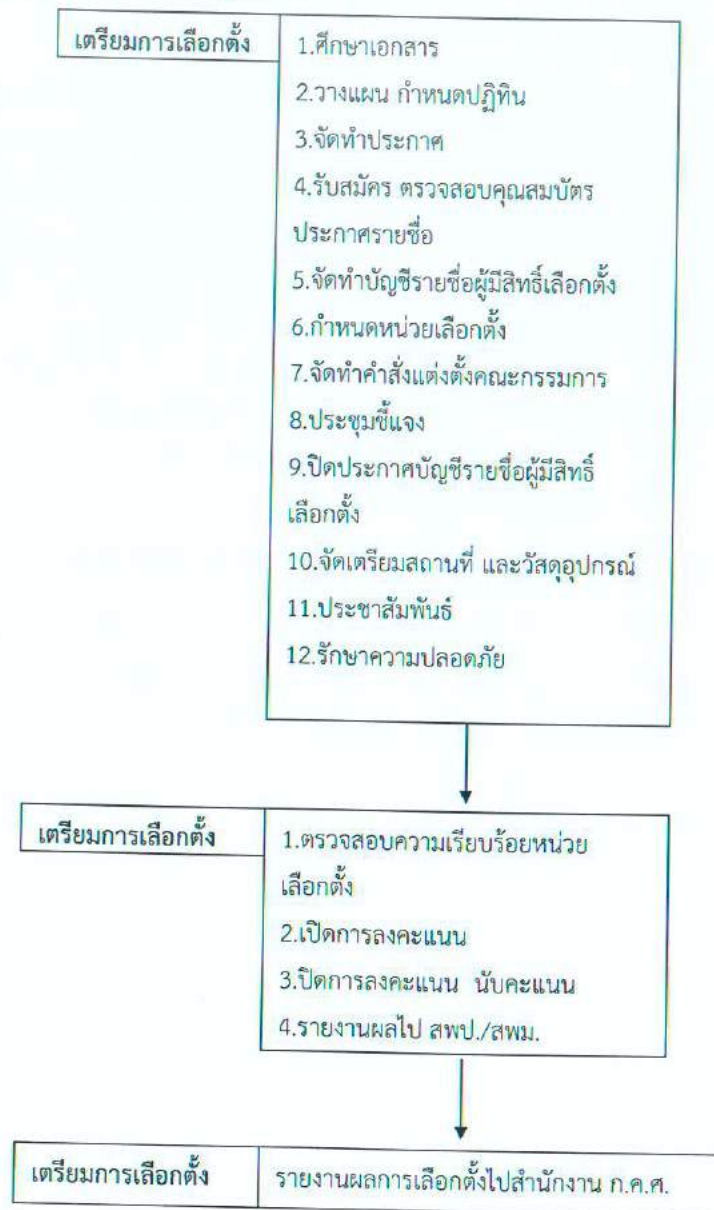 เตรียมการเลือกตั้ง
1.ศึกษาเอกสาร
2.วางแผน กำหนดปฏิทิน
3.จัดทำประกาศ
4.รับสมัคร ตรวจสอบคุณสมบัตร
ประกาศรายชื่อ
5.จัดทำบัญชีรายชื่อผู้มีสิทธิ์เลือกตั้ง
6.กำหนดหน่วยเลือกตั้ง
7.จัดทำคำสั่งแต่งตั้งคณะกรรมการ
8.ประชุมชี้แจง
9.ปิดประกาศบัญชีรายชื่อผู้มีสิทธิ์
เลือกตั้ง
10.จัดเตรียมสถานที่ และวัสดุอุปกรณ์
11.ประชาสัมพันธ์
12.รักษาความปลอดภัย
เตรียมการเลือกตั้ง
1.ตรวจสอบความเรียบร้อยหน่วย
เลือกตั้ง
2.เปิดการลงคะแนน
3.ปิดการลงคะแนน นับคะแนน
4.รายงานผลไป สพป./สพม.
เตรียมการเลือกตั้ง
รายงานผลการเลือกตั้งไปสำนักงาน ก.ค.ศ.